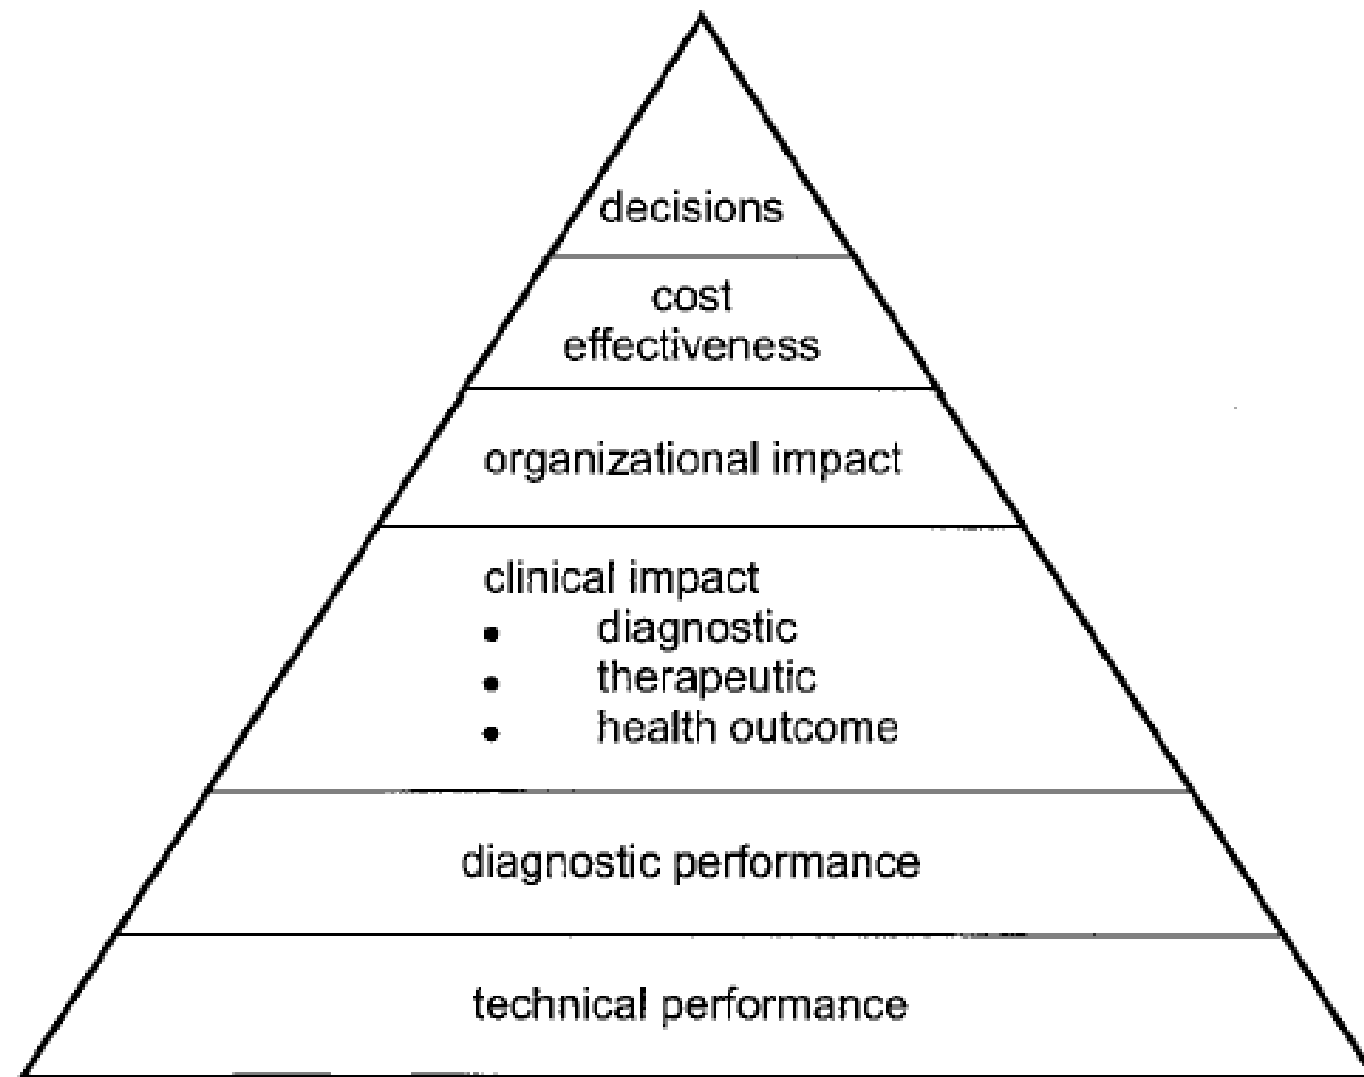 decisions
cost
effectiveness
organizational impact
clinical impact
• diagnostic
• therapeutic
• health outcome
diagnostic performance
technical performance